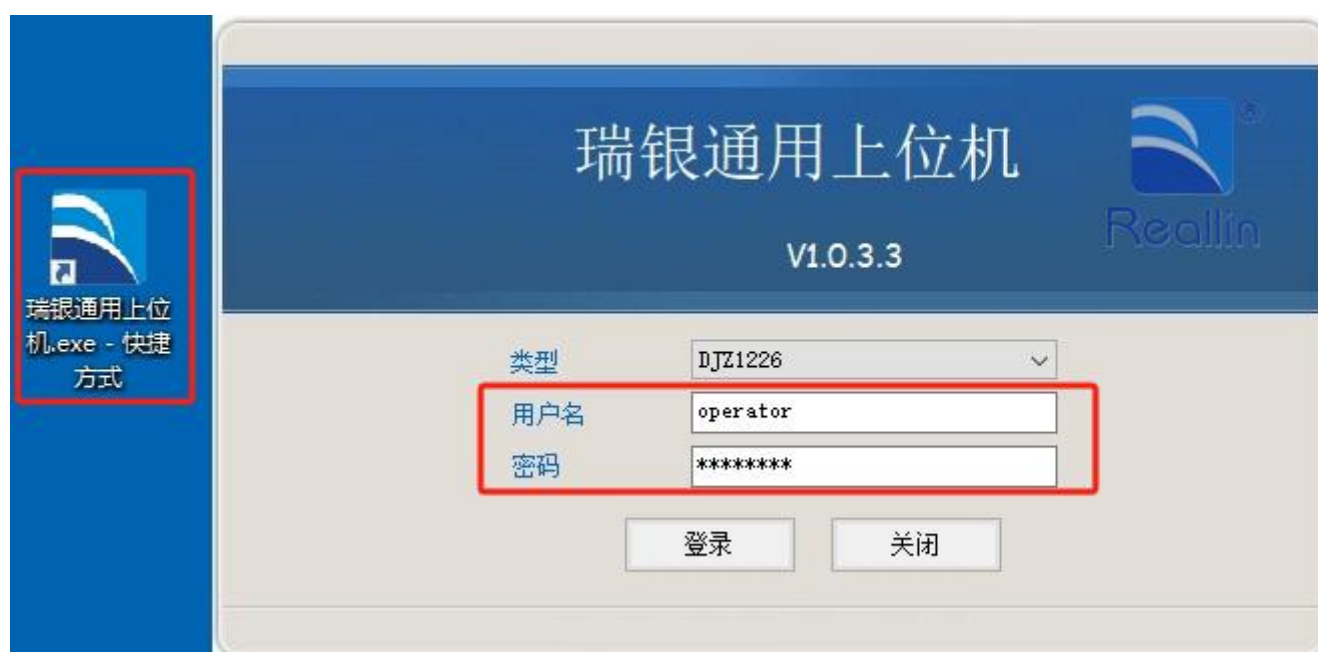 瑞银通用上位
机.exe - 快捷
方式
瑞银通用上位机
®
Reallin
V1.0.3.3
类型
DJZ1226
用户名
operator
密码
********
登录
关闭